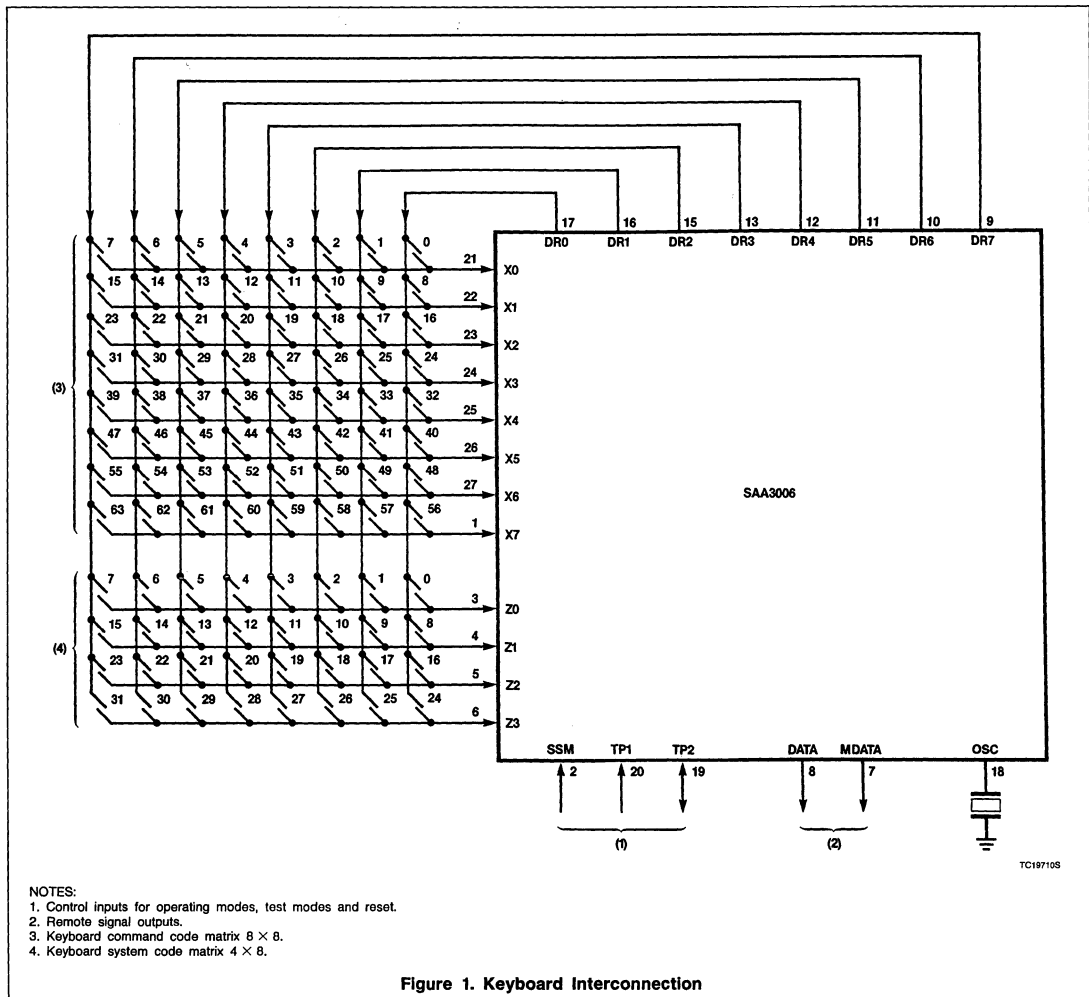 17 16 15 13 12 11 10 9
DR0 DR1 DR2 DR3 DR4 DR5 DR6 DR7
7 6 5 4 3 2 1 0
21 X0
15 14 13 12 11 10 9 8
22 X1
23 22 21 20 19 18 17 16
23 X2
31 30 29 28 27 26 25 24
24 X3
(3)
39 38 37 36 35 34 33 32
25 X4
47 46 45 44 43 42 41 40
26 X5
55 54 53 52 51 50 49 48
27 X6
SAA3006
63 62 61 60 59 58 57 56
1 X7
7 6 5 4 3 2 1 0
3 Z0
15 14 13 12 11 10 9 8
(4)
4 Z1
23 22 21 20 19 18 17 16
5 Z2
31 30 29 28 27 26 25 24
6 Z3
SSM TP1 TP2 DATA MDATA OSC
2 20 19 8 7 18
(1) (2)
TC19710S
NOTES:
1. Control inputs for operating modes, test modes and reset.
2. Remote signal outputs.
3. Keyboard command code matrix 8 × 8.
4. Keyboard system code matrix 4 × 8.
Figure 1. Keyboard Interconnection